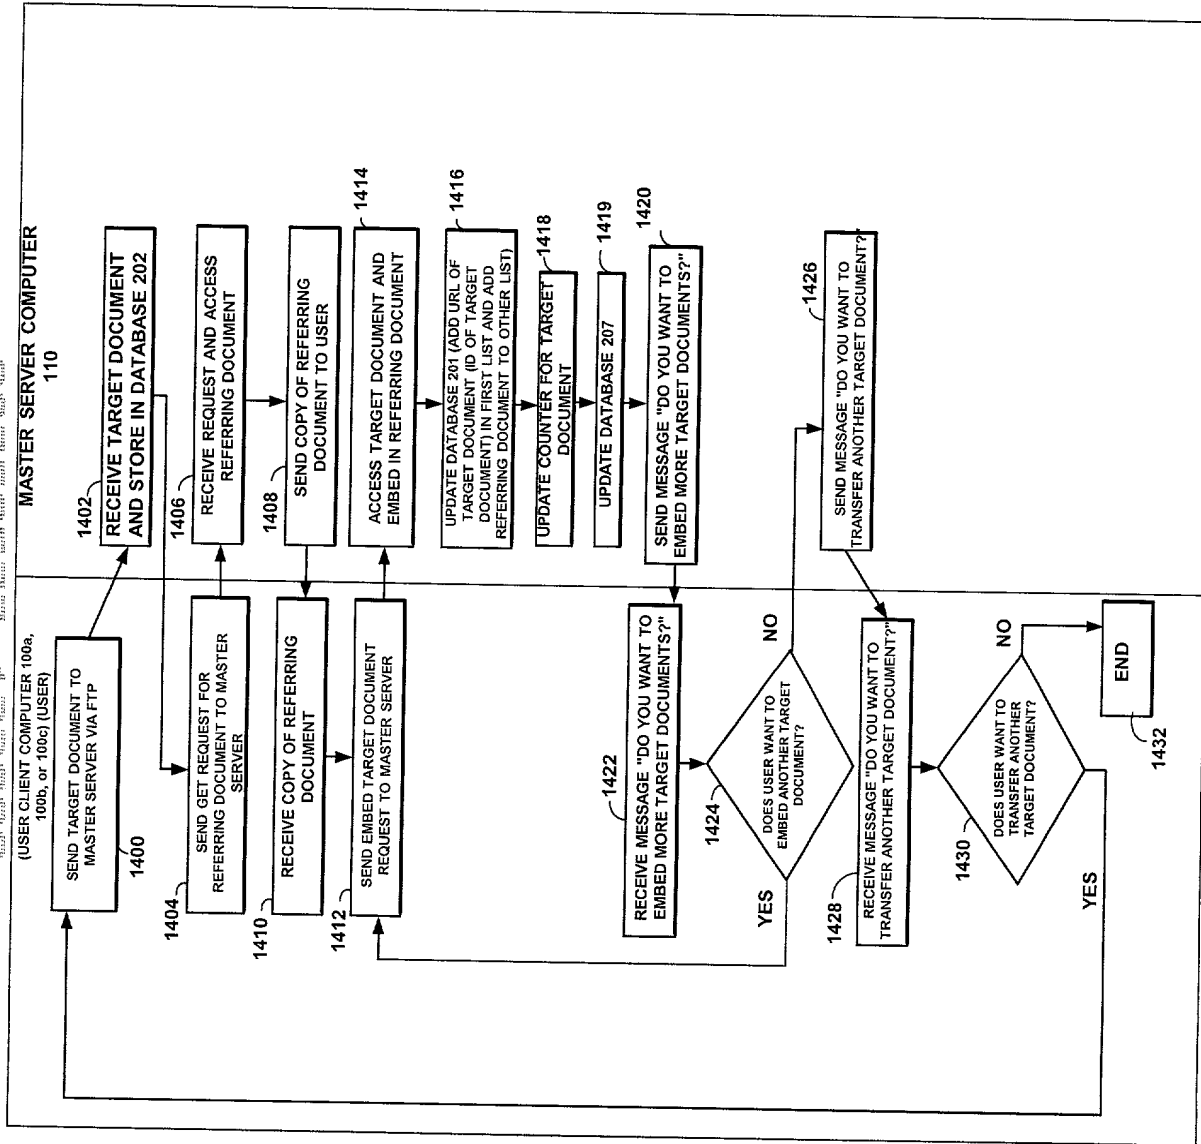 (USER CLIENT COMPUTER 100a,
100b, or 100c) (USER)
MASTER SERVER COMPUTER
110
SEND TARGET DOCUMENT TO
MASTER SERVER VIA FTP
1400
1402
RECEIVE TARGET DOCUMENT
AND STORE IN DATABASE 202
1404
SEND GET REQUEST FOR
REFERRING DOCUMENT TO MASTER
SERVER
1406
RECEIVE REQUEST AND ACCESS
REFERRING DOCUMENT
1408
SEND COPY OF REFERRING
DOCUMENT TO USER
1410
RECEIVE COPY OF REFERRING
DOCUMENT
1412
SEND EMBED TARGET DOCUMENT
REQUEST TO MASTER SERVER
1414
ACCESS TARGET DOCUMENT AND
EMBED IN REFERRING DOCUMENT
1416
UPDATE DATABASE 201 (ADD URL OF
TARGET DOCUMENT (ID OF TARGET
DOCUMENT) IN FIRST LIST AND ADD
REFERRING DOCUMENT TO OTHER LIST)
1418
UPDATE COUNTER FOR TARGET
DOCUMENT
1419
UPDATE DATABASE 207
1420
SEND MESSAGE "DO YOU WANT TO
EMBED MORE TARGET DOCUMENTS?"
1422
RECEIVE MESSAGE "DO YOU WANT TO
EMBED MORE TARGET DOCUMENTS?"
1424
DOES USER WANT TO
EMBED ANOTHER TARGET
DOCUMENT?
YES
NO
1426
SEND MESSAGE "DO YOU WANT TO
TRANSFER ANOTHER TARGET DOCUMENT?"
1428
RECEIVE MESSAGE "DO YOU WANT TO
TRANSFER ANOTHER TARGET DOCUMENT?"
1430
DOES USER WANT TO
TRANSFER ANOTHER
TARGET DOCUMENT?
YES
NO
END
1432